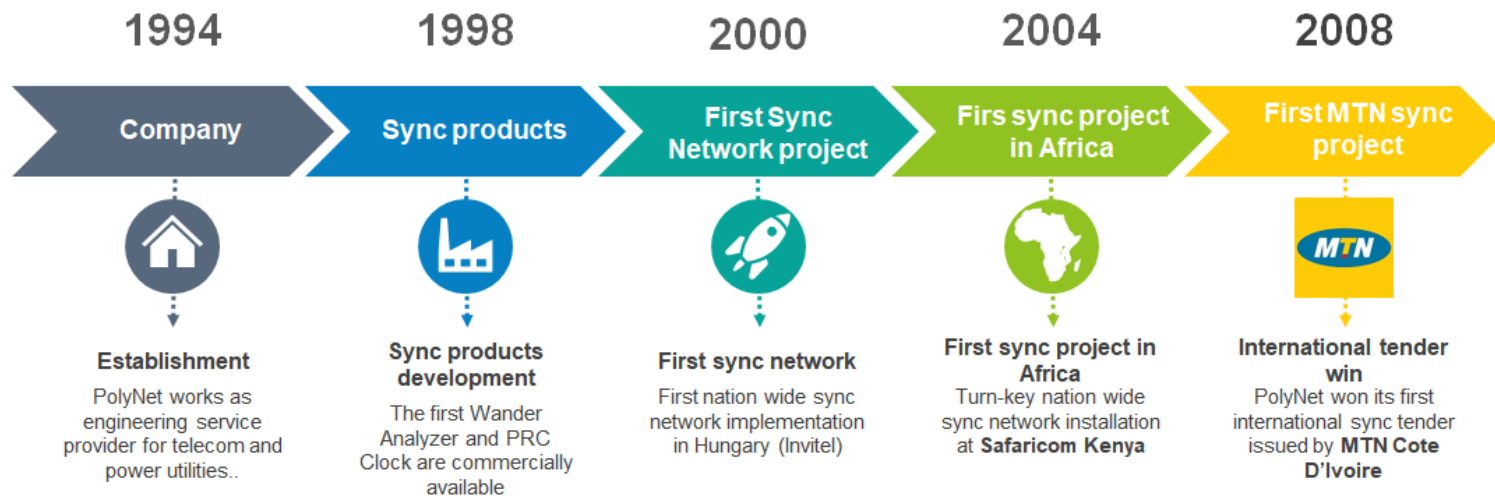 1994
1998
2000
2004
2008
Company
Sync products
First Sync
Network project
Firs sync project
in Africa
First MTN sync
project
MTN
Establishment
PolyNet works as
engineering service
provider for telecom and
power utilities..
Sync products
development
The first Wander
Analyzer and PRC
Clock are commercially
available
First sync network
First nation wide sync
network implementation
in Hungary (Invitel)
First sync project in
Africa
Turn-key nation wide
sync network installation
at Safaricom Kenya
International tender
win
PolyNet won its first
international sync tender
issued by MTN Cote
D'Ivoire